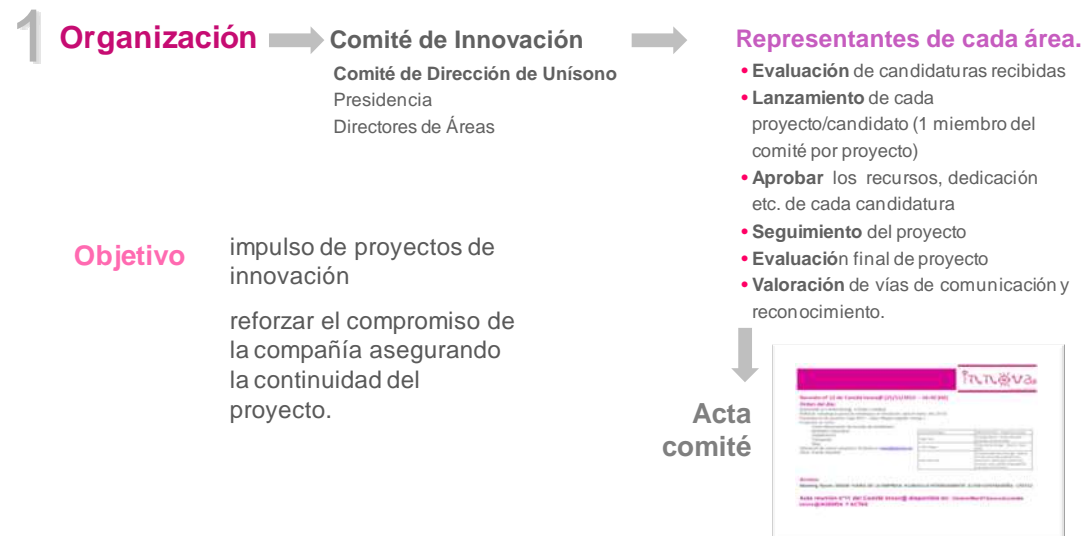 1 Organización
Comité de Innovación
Comité de Dirección de Unísono
Presidencia
Directores de Áreas
Representantes de cada área.
• Evaluación de candidaturas recibidas
• Lanzamiento de cada
proyecto/candidato (1 miembro del
comité por proyecto)
• Aprobar los recursos, dedicación
etc. de cada candidatura
• Seguimiento del proyecto
• Evaluación final de proyecto
• Valoración de vías de comunicación y
reconocimiento.
Objetivo
impulso de proyectos de
innovación
reforzar el compromiso de
la compañía asegurando
la continuidad del
proyecto.
Acta
comité
innova